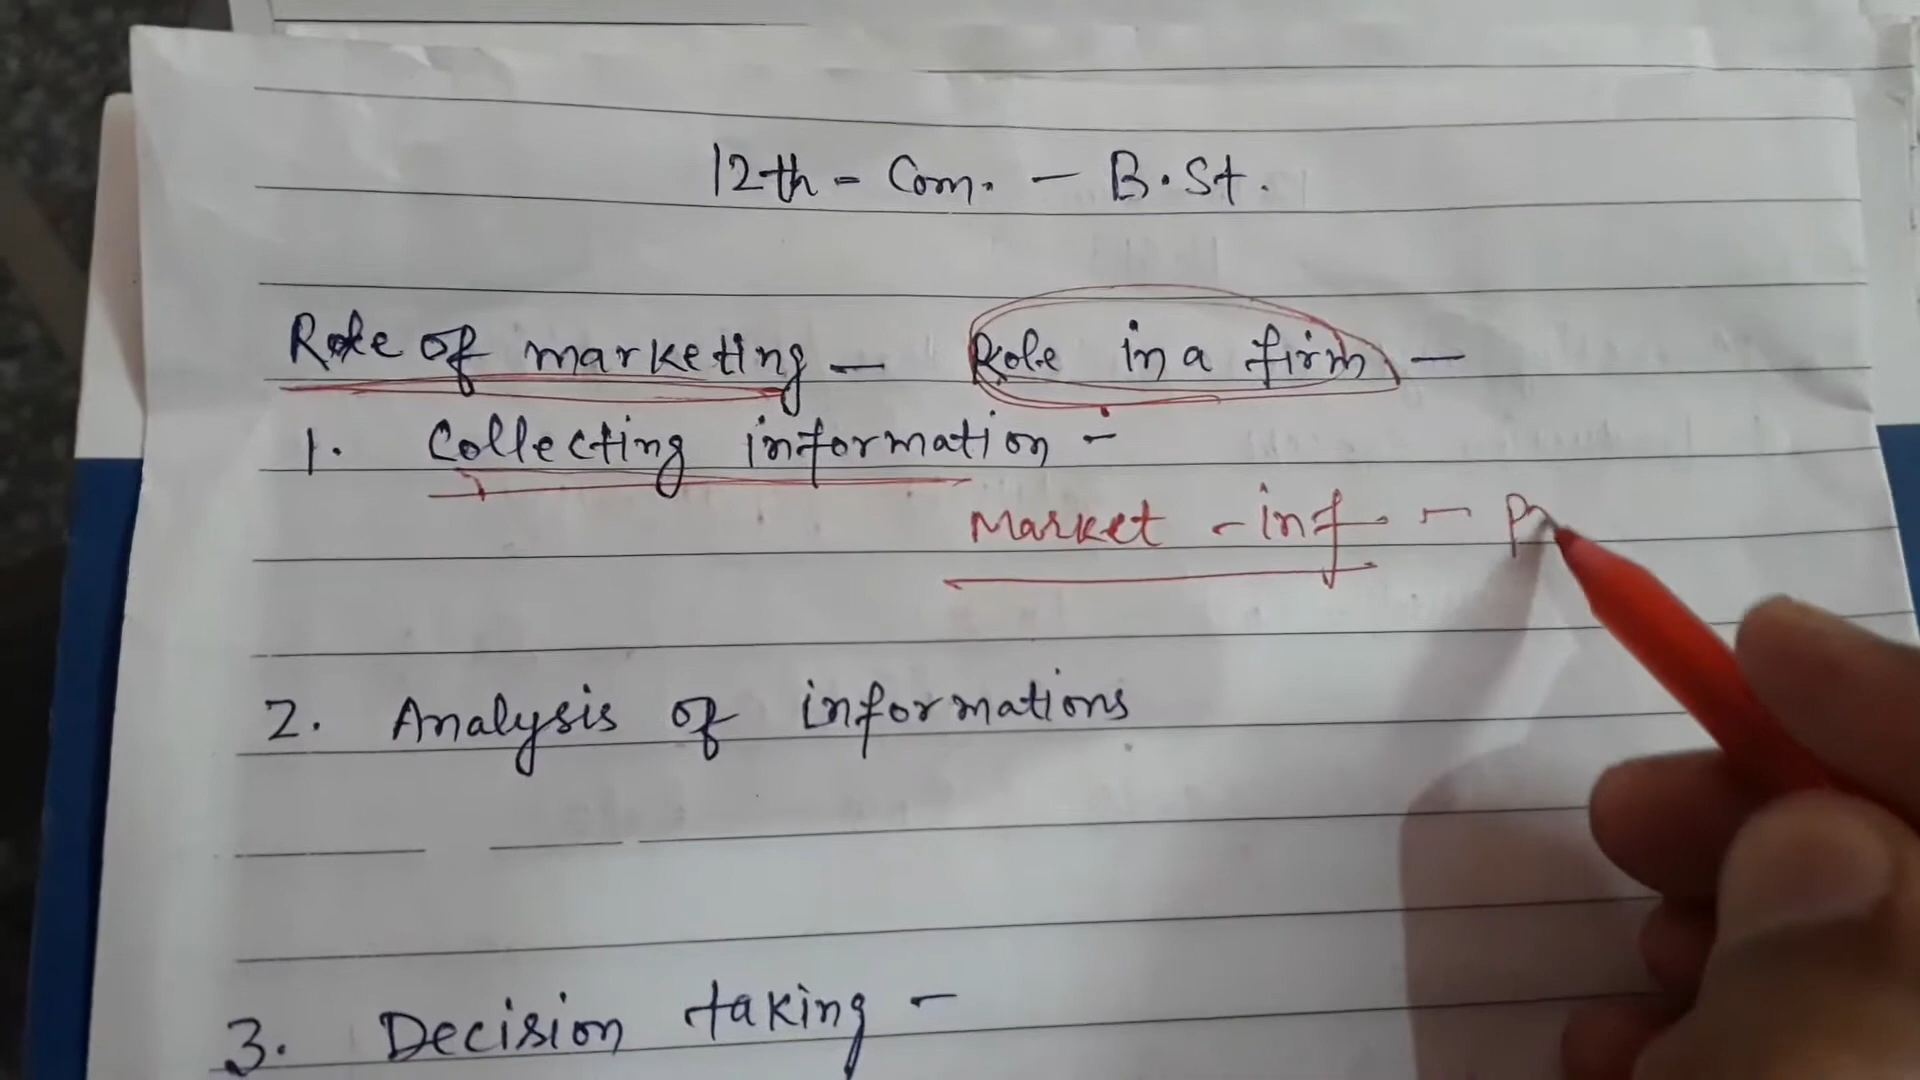 12th - Com. - B.St.
Role of marketing - Role in a firm -
1. Collecting information -
Market - inf. -
2. Analysis of informations
3. Decision taking -